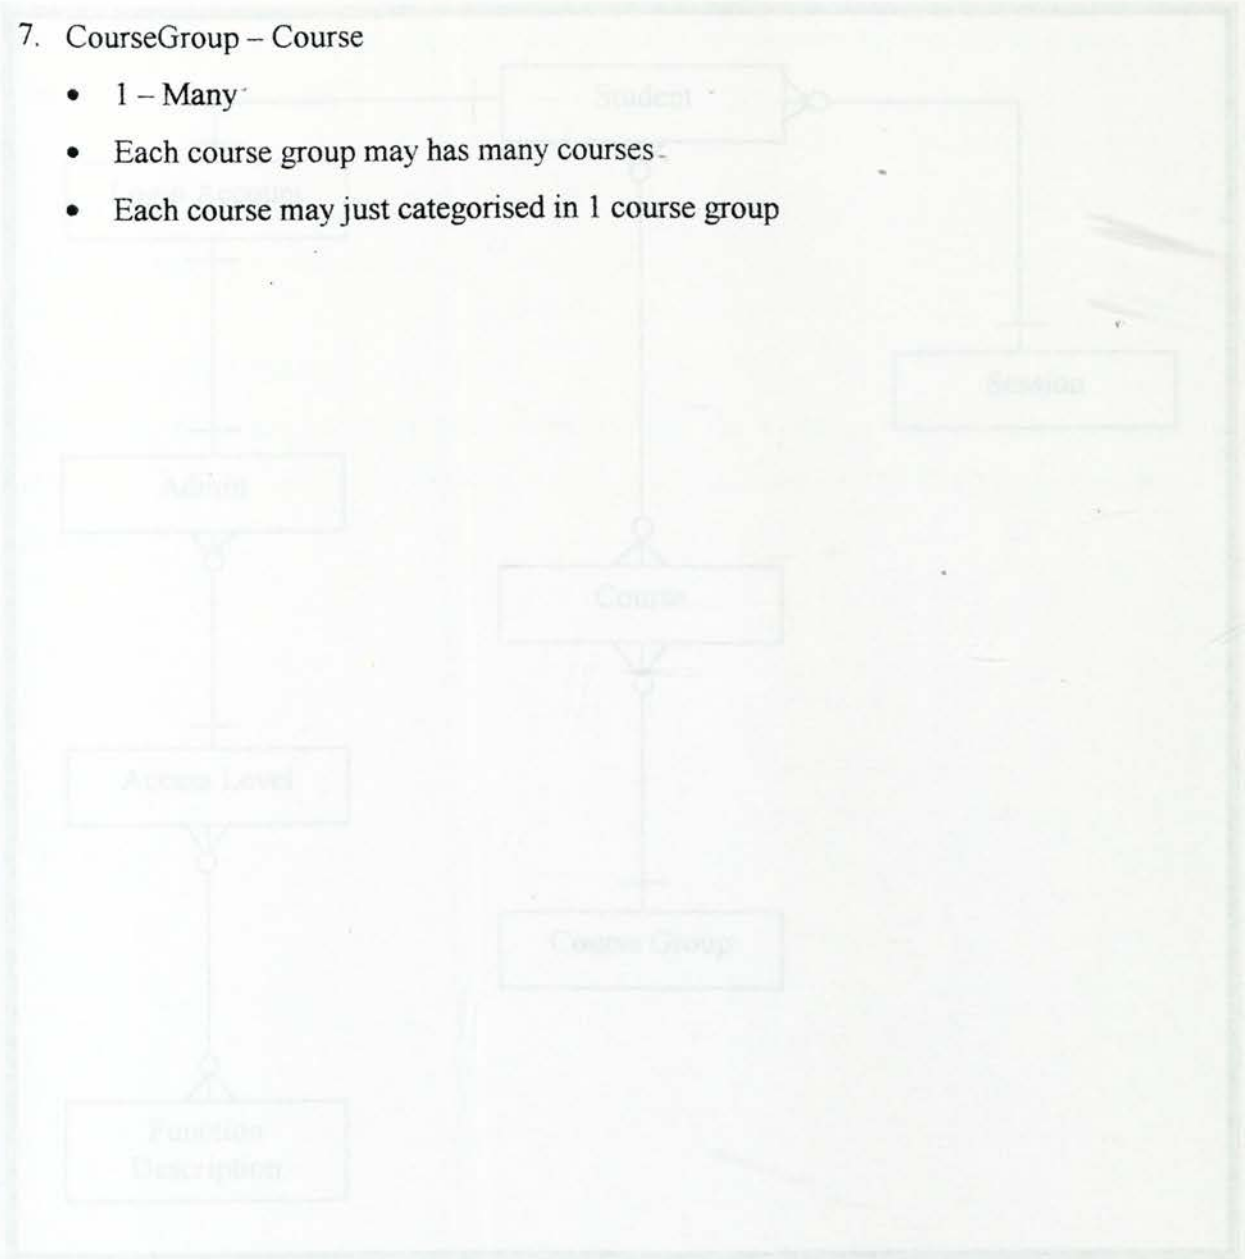 7. CourseGroup – Course
• 1 – Many
• Each course group may has many courses
• Each course may just categorised in 1 course group
Student
Session
Admin
Course
Access Level
Course Group
Function
Description